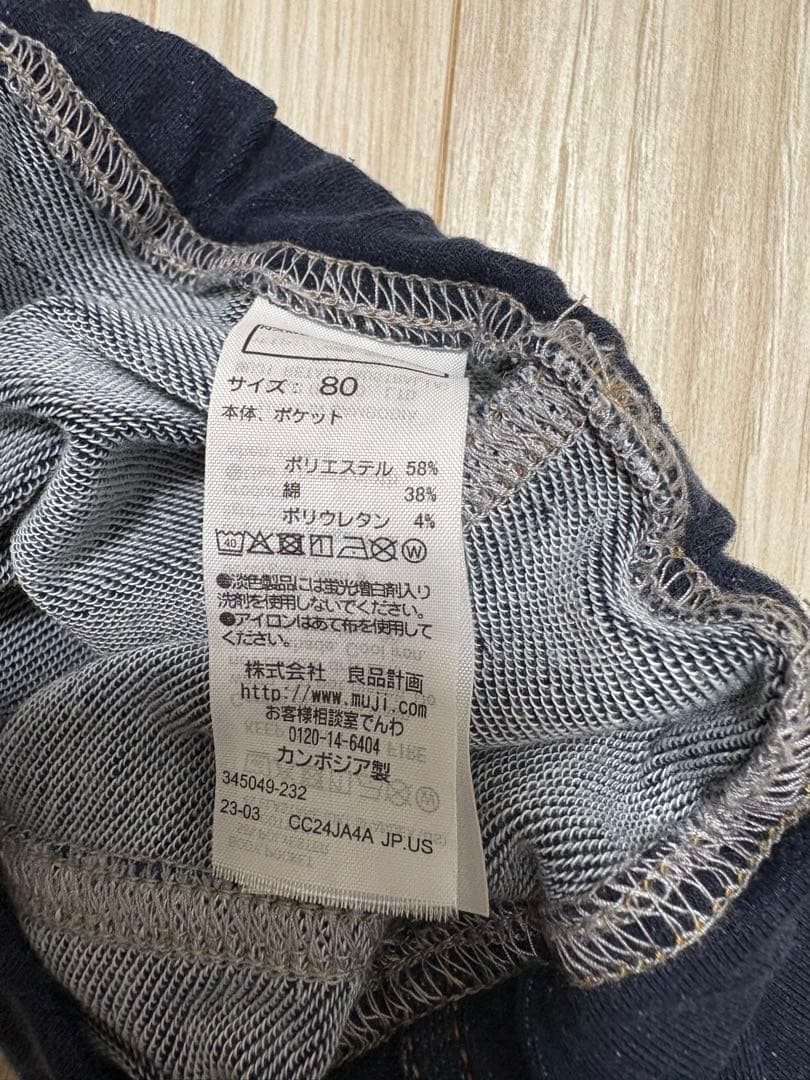 サイズ: 80
本体、ポケット
ポリエステル 58%
綿 38%
ポリウレタン 4%
40 W
●淡色製品には蛍光増白剤入り
洗剤を使用しないでください。
●アイロンはあて布を使用して
ください。
株式会社 良品計画
http://www.muji.com
お客様相談室でんわ
0120-14-6404
カンボジア製
345049-232
23-03 CC24JA4A JP.US